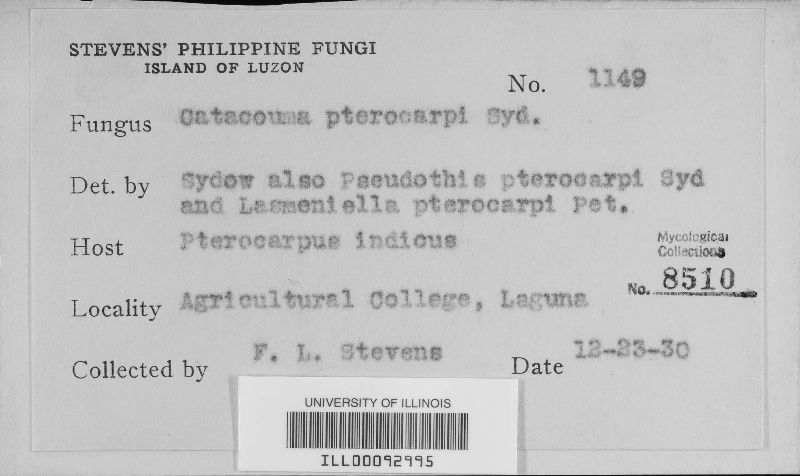 STEVENS' PHILIPPINE FUNGI
ISLAND OF LUZON
No. 1149
Fungus Catacouma pterocarpi Syd.
Det. by Sydow also Pseudothis pterocarpi Syd
and Lasmeniella pterocarpi Pet.
Host Pterocarpus indicus
Mycological
Collections
No. 8510
Locality Agricultural College, Laguna
Collected by F. L. Stevens Date 12-23-30
UNIVERSITY OF ILLINOIS
ILL00092995